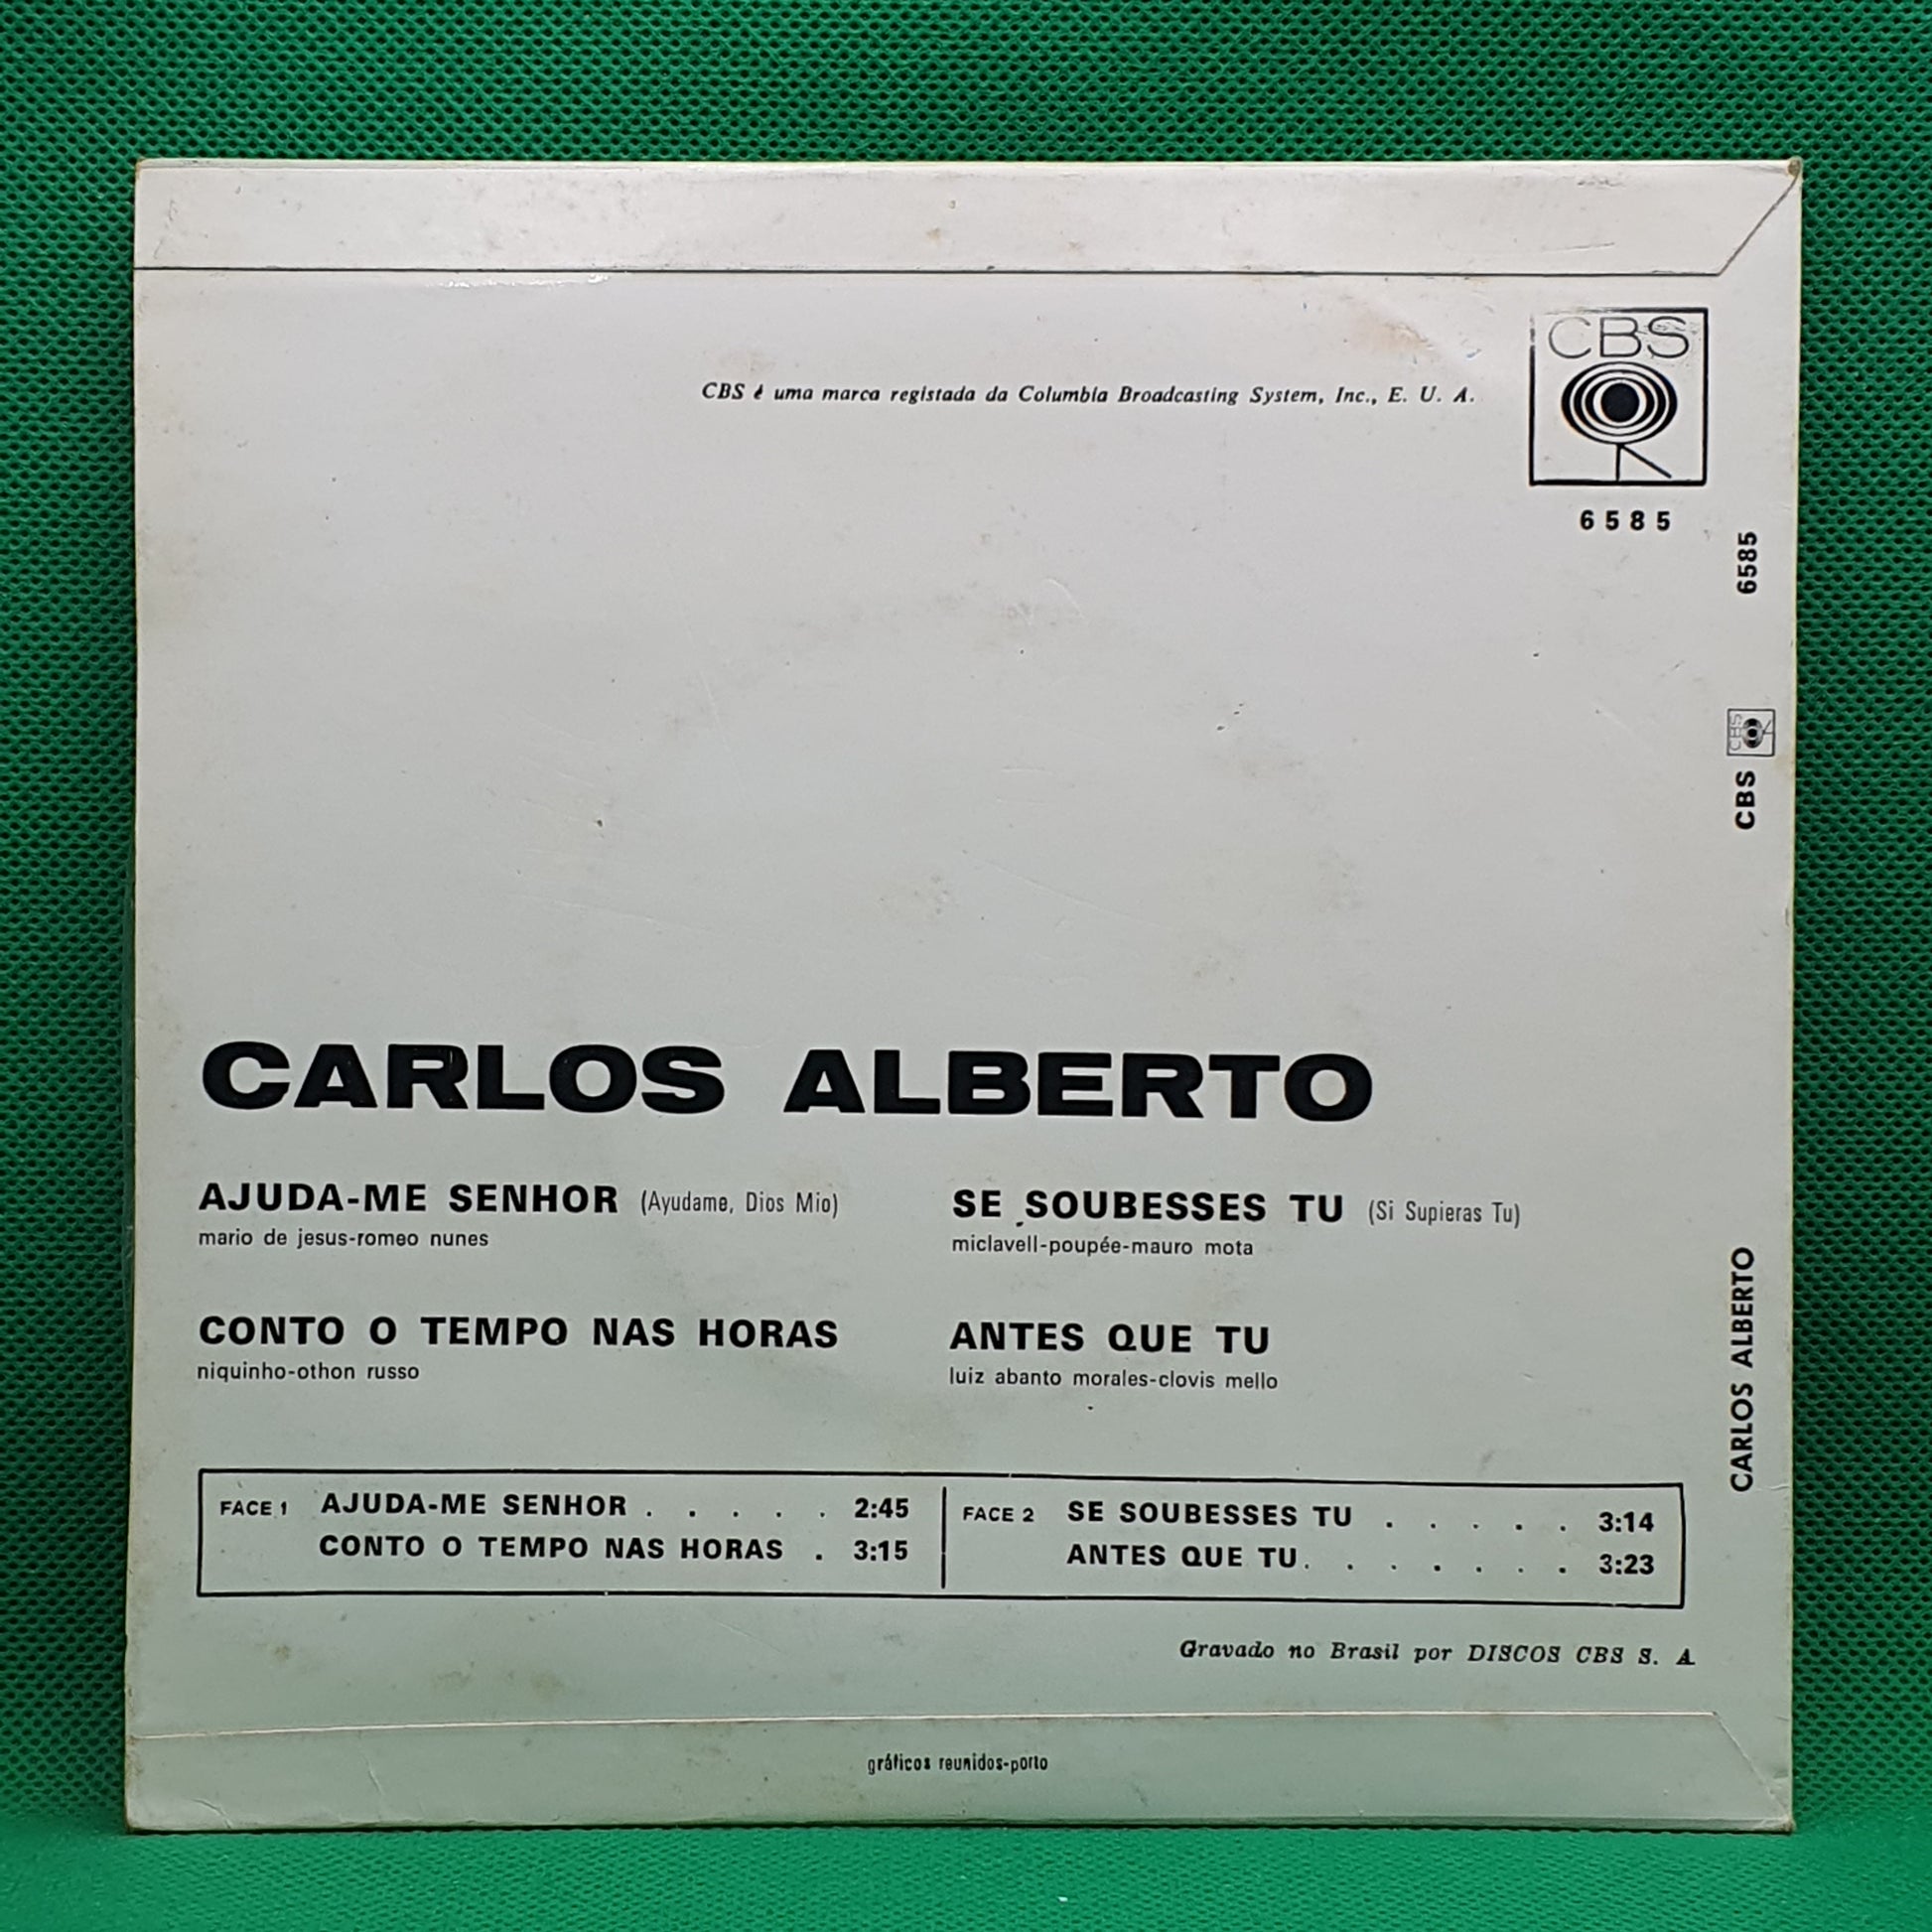 CBS
CBS é uma marca registada da Columbia Broadcasting System, Inc., E. U. A.
6 5 8 5
6585
CBS
CBS
CARLOS ALBERTO
CARLOS ALBERTO
AJUDA-ME SENHOR (Ayudame, Dios Mio)
mario de jesus-romeo nunes
SE SOUBESSES TU (Si Supieras Tu)
miclavell-poupée-mauro mota
CONTO O TEMPO NAS HORAS
niquinho-othon russo
ANTES QUE TU
luiz abanto morales-clovis mello
FACE 1 AJUDA-ME SENHOR . . . . . 2:45
CONTO O TEMPO NAS HORAS . 3:15
FACE 2 SE SOUBESSES TU . . . . . 3:14
ANTES QUE TU. . . . . . . 3:23
Gravado no Brasil por DISCOS CBS S. A
gráficos reunidos-porto